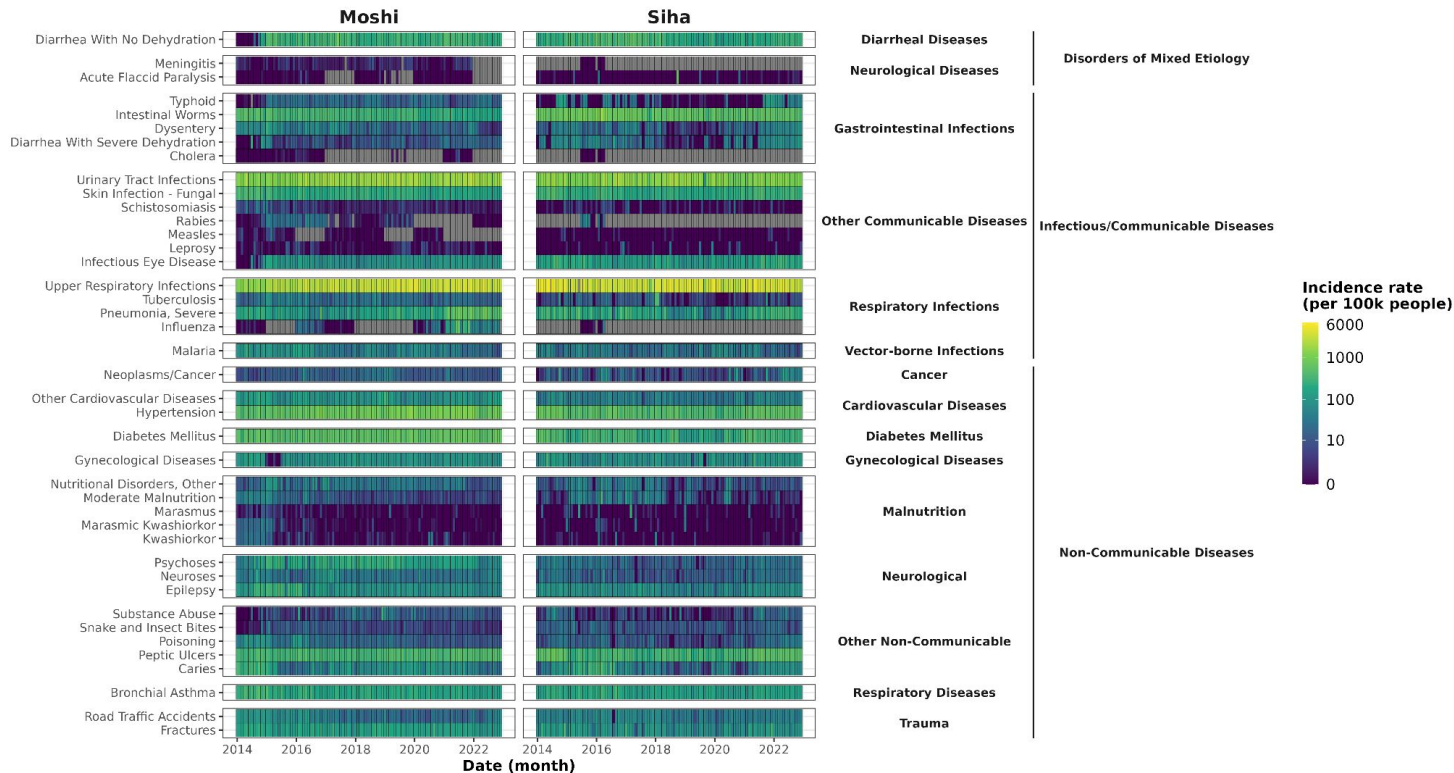 Moshi
Siha
Diarrhea With No Dehydration
Diarrheal Diseases
Disorders of Mixed Etiology
Meningitis
Acute Flaccid Paralysis
Neurological Diseases
Typhoid
Intestinal Worms
Dysentery
Diarrhea With Severe Dehydration
Cholera
Gastrointestinal Infections
Urinary Tract Infections
Skin Infection - Fungal
Schistosomiasis
Rabies
Measles
Leprosy
Infectious Eye Disease
Other Communicable Diseases
Infectious/Communicable Diseases
Upper Respiratory Infections
Tuberculosis
Pneumonia, Severe
Influenza
Respiratory Infections
Malaria
Vector-borne Infections
Neoplasms/Cancer
Cancer
Other Cardiovascular Diseases
Hypertension
Cardiovascular Diseases
Diabetes Mellitus
Diabetes Mellitus
Gynecological Diseases
Gynecological Diseases
Nutritional Disorders, Other
Moderate Malnutrition
Marasmus
Marasmic Kwashiorkor
Kwashiorkor
Malnutrition
Non-Communicable Diseases
Psychoses
Neuroses
Epilepsy
Neurological
Substance Abuse
Snake and Insect Bites
Poisoning
Peptic Ulcers
Caries
Other Non-Communicable
Bronchial Asthma
Respiratory Diseases
Road Traffic Accidents
Fractures
Trauma
2014 2016 2018 2020 2022
2014 2016 2018 2020 2022
Date (month)
Incidence rate
(per 100k people)
6000
1000
100
10
0